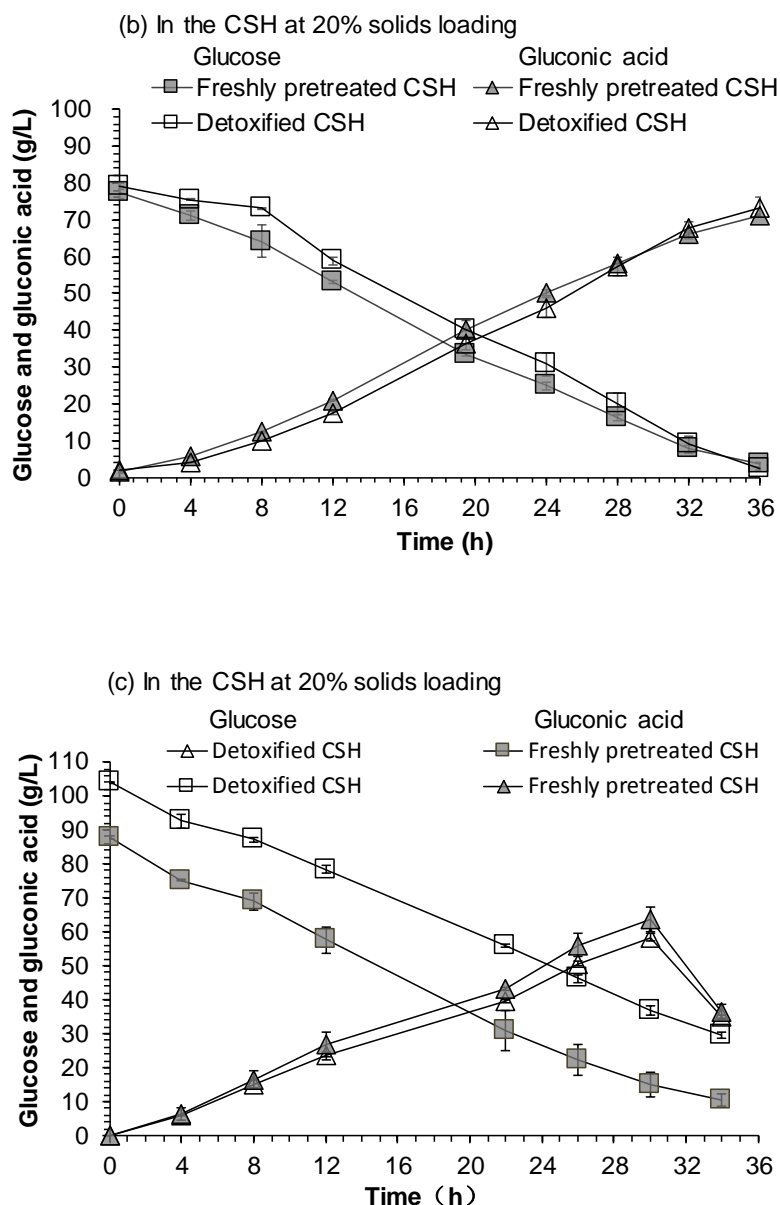 (b) In the CSH at 20% solids loading
Glucose Gluconic acid
Freshly pretreated CSH Freshly pretreated CSH
Detoxified CSH Detoxified CSH
Glucose and gluconic acid (g/L)
100
90
80
70
60
50
40
30
20
10
0
0 4 8 12 16 20 24 28 32 36
Time (h)
(c) In the CSH at 20% solids loading
Glucose Gluconic acid
Detoxified CSH Freshly pretreated CSH
Detoxified CSH Freshly pretreated CSH
Glucose and gluconic acid (g/L)
110
100
90
80
70
60
50
40
30
20
10
0
0 4 8 12 16 20 24 28 32 36
Time（h）